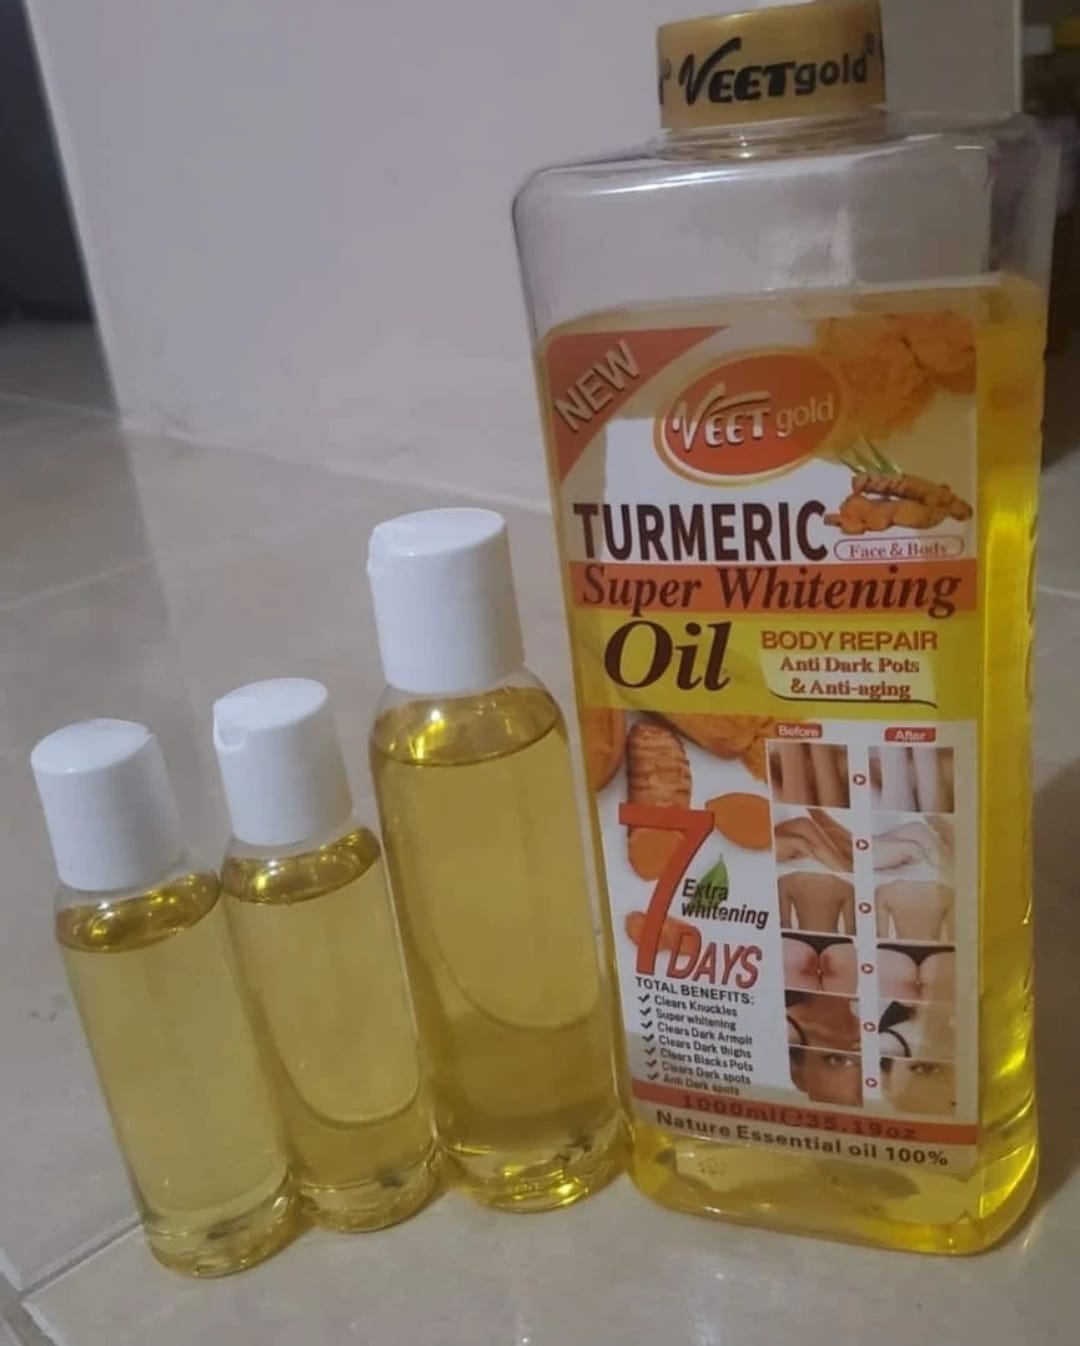 VEETgold
NEW
VEET gold
TURMERIC
Face & Body
Super Whitening
Oil
BODY REPAIR
Anti Dark Pots
& Anti-aging
Before
After
7
Extra
whitening
DAYS
TOTAL BENEFITS:
Clears Knuckles
Super whitening
Clears Dark Armpit
Clears Dark thighs
Clears Blacks Pots
Clears Dark spots
Anti Dark spots
1000ml℮35.19oz
Nature Essential oil 100%